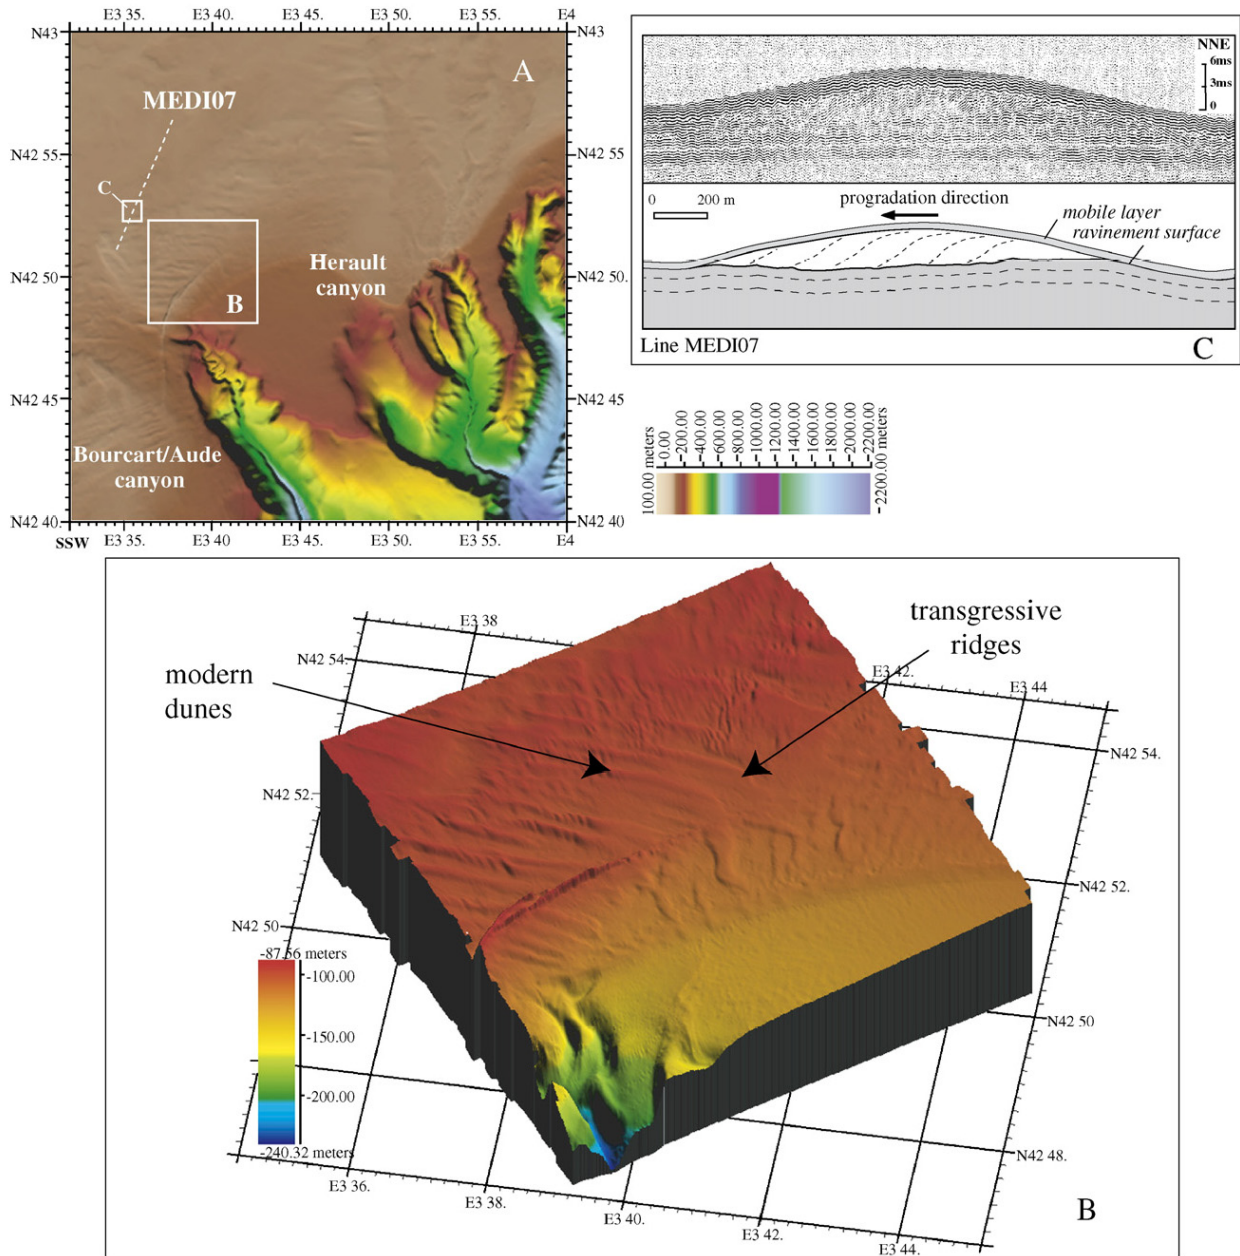 E3 35. E3 40. E3 45. E3 50. E3 55. E4
N43 N43
A
MEDI07
N42 55 N42 55
C
N42 50 N42 50.
B
Herault
canyon
N42 45 N42 45
Bourcart/Aude
canyon
N42 40. N42 40
SSW
E3 35. E3 40. E3 45. E3 50. E3 55. E4
NNE
6ms
3ms
0
0 200 m
progradation direction
mobile layer
ravinement surface
Line MEDI07
C
100.00 meters
0.00
-200.00
-400.00
-600.00
-800.00
-1000.00
-1200.00
-1400.00
-1600.00
-1800.00
-2000.00
-2200.00
-2200.00 meters
modern
dunes
transgressive
ridges
E3 38
N42 54
E3 42.
E3 44
N42 54.
N42 52.
N42 52.
N42 50
N42 50
-87.56 meters
-100.00
-150.00
-200.00
-240.32 meters
N42 48.
E3 36.
E3 38.
E3 40.
E3 42.
E3 44.
B